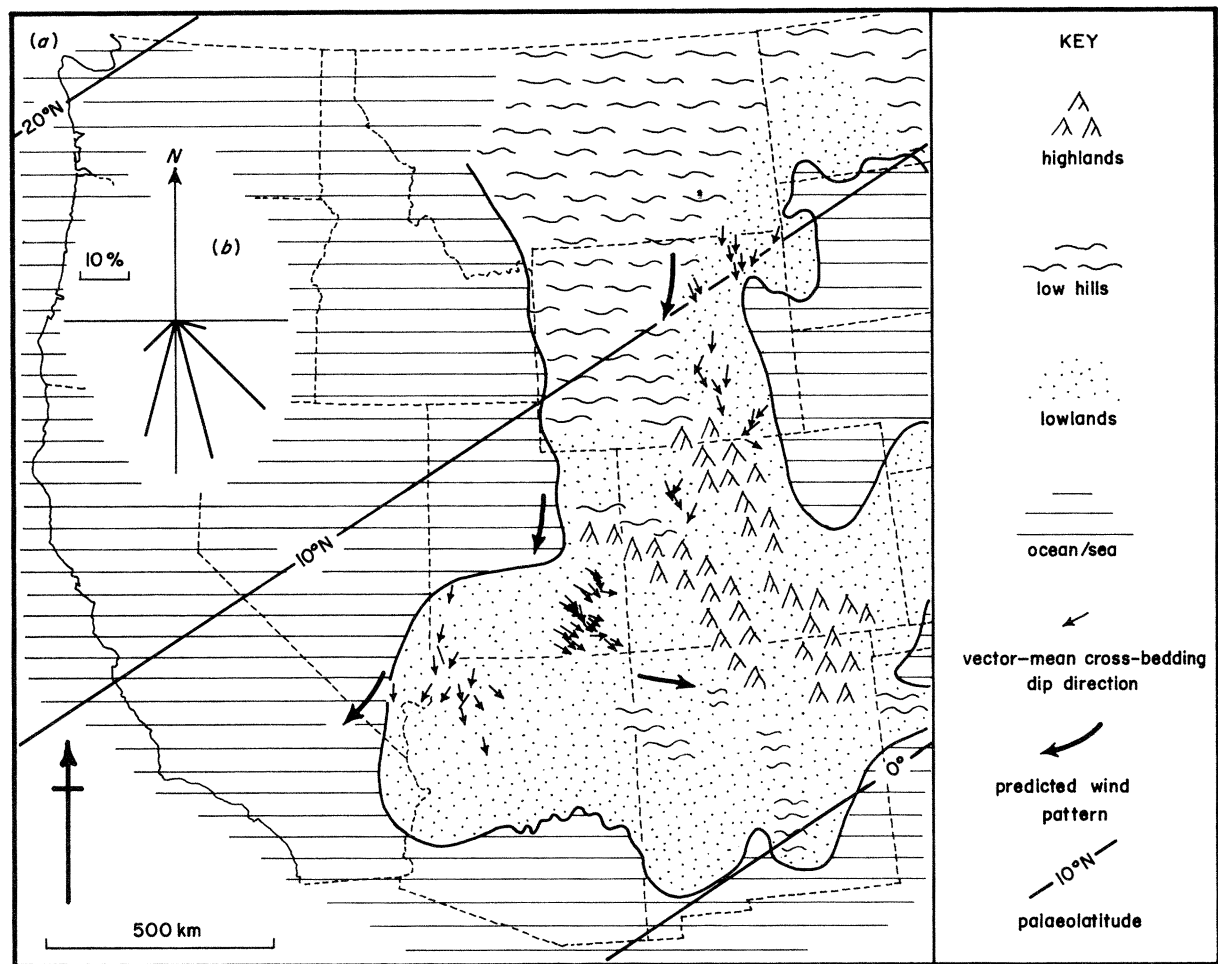 (a)
20°N
N
(b)
10%
10°N
0°
500 km
KEY
highlands
low hills
lowlands
ocean/sea
vector-mean cross-bedding
dip direction
predicted wind
pattern
10°N
palaeolatitude